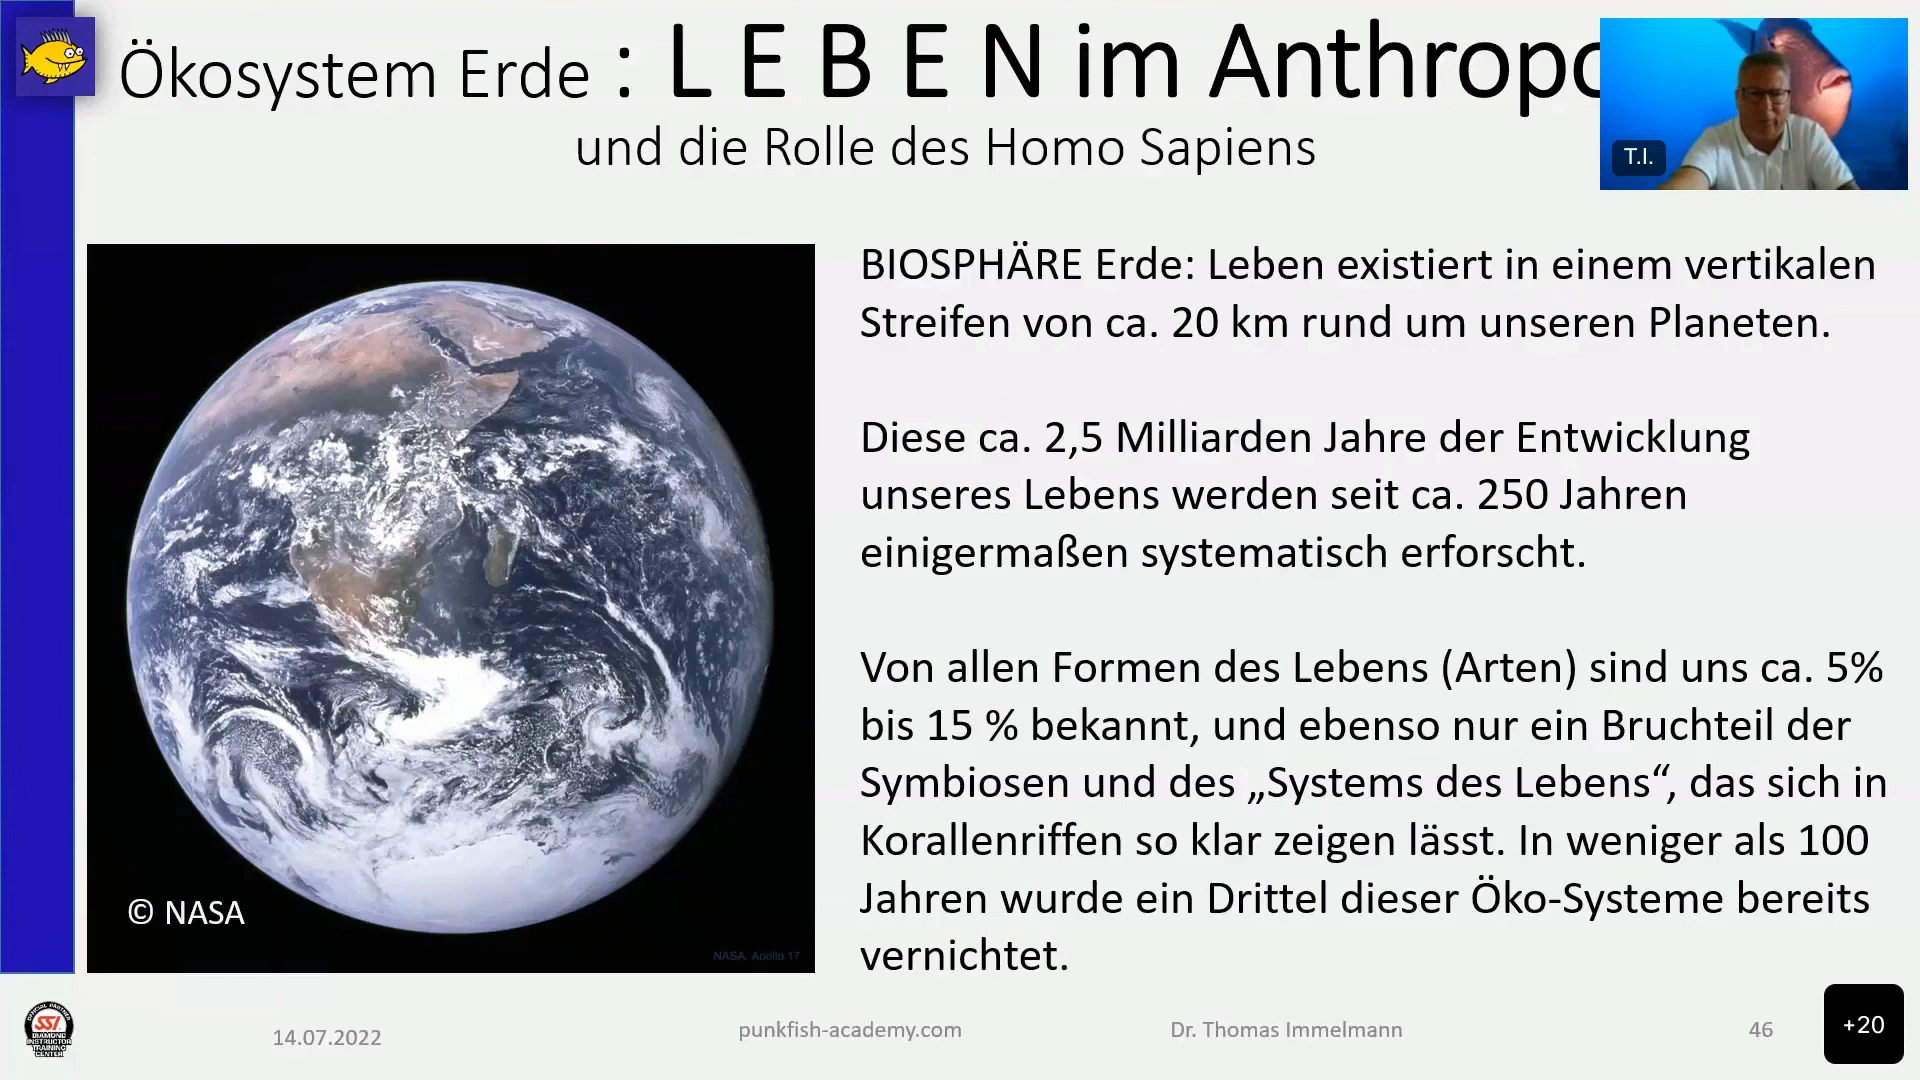 Ökosystem Erde : L E B E N im Anthropo
und die Rolle des Homo Sapiens
T.I.
BIOSPHÄRE Erde: Leben existiert in einem vertikalen
Streifen von ca. 20 km rund um unseren Planeten.
Diese ca. 2,5 Milliarden Jahre der Entwicklung
unseres Lebens werden seit ca. 250 Jahren
einigermaßen systematisch erforscht.
Von allen Formen des Lebens (Arten) sind uns ca. 5%
bis 15 % bekannt, und ebenso nur ein Bruchteil der
Symbiosen und des „Systems des Lebens“, das sich in
Korallenriffen so klar zeigen lässt. In weniger als 100
Jahren wurde ein Drittel dieser Öko-Systeme bereits
vernichtet.
© NASA
NASA Apollo 17
SSI
DIAMOND
INSTRUCTOR
TRAINING
CENTER
14.07.2022
punkfish-academy.com
Dr. Thomas Immelmann
46
+20